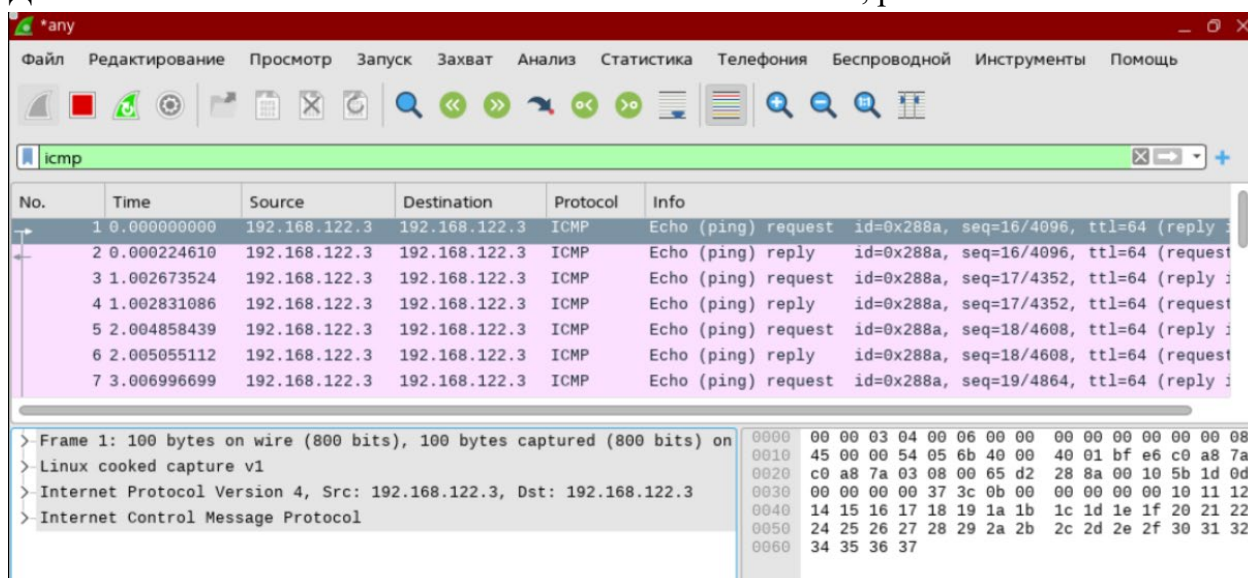 *any
Файл Редактирование Просмотр Запуск Захват Анализ Статистика Телефония Беспроводной Инструменты Помощь
icmp
No. Time Source Destination Protocol Info
1 0.000000000 192.168.122.3 192.168.122.3 ICMP Echo (ping) request id=0x288a, seq=16/4096, ttl=64 (reply
2 0.000224610 192.168.122.3 192.168.122.3 ICMP Echo (ping) reply id=0x288a, seq=16/4096, ttl=64 (request
3 1.002673524 192.168.122.3 192.168.122.3 ICMP Echo (ping) request id=0x288a, seq=17/4352, ttl=64 (reply
4 1.002831086 192.168.122.3 192.168.122.3 ICMP Echo (ping) reply id=0x288a, seq=17/4352, ttl=64 (request
5 2.004858439 192.168.122.3 192.168.122.3 ICMP Echo (ping) request id=0x288a, seq=18/4608, ttl=64 (reply
6 2.005055112 192.168.122.3 192.168.122.3 ICMP Echo (ping) reply id=0x288a, seq=18/4608, ttl=64 (request
7 3.006996699 192.168.122.3 192.168.122.3 ICMP Echo (ping) request id=0x288a, seq=19/4864, ttl=64 (reply
Frame 1: 100 bytes on wire (800 bits), 100 bytes captured (800 bits) on
Linux cooked capture v1
Internet Protocol Version 4, Src: 192.168.122.3, Dst: 192.168.122.3
Internet Control Message Protocol
0000 00 00 03 04 00 06 00 00 00 00 00 00 00 00 08
0010 45 00 00 54 05 6b 40 00 40 01 bf e6 c0 a8 7a
0020 c0 a8 7a 03 08 00 65 d2 28 8a 00 10 5b 1d 0d
0030 00 00 00 00 37 3c 0b 00 00 00 00 00 10 11 12
0040 14 15 16 17 18 19 1a 1b 1c 1d 1e 1f 20 21 22
0050 24 25 26 27 28 29 2a 2b 2c 2d 2e 2f 30 31 32
0060 34 35 36 37